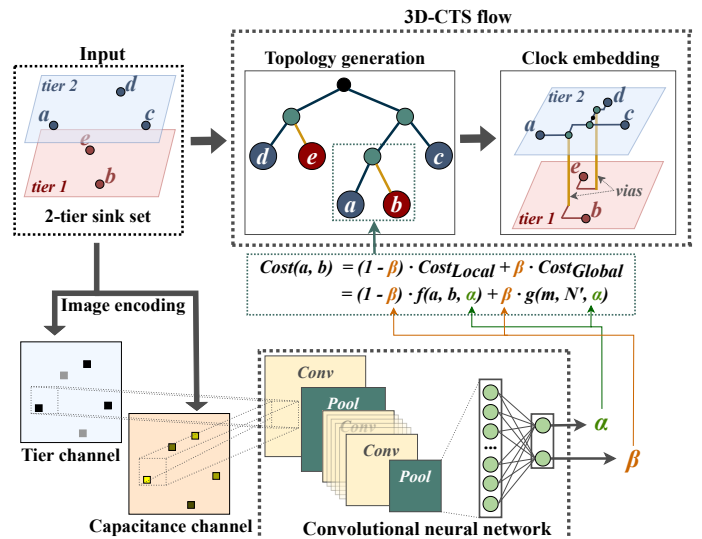 3D-CTS flow
Input
Topology generation
Clock embedding
tier 2
d
a
c
e
b
tier 1
2-tier sink set
d
e
c
a
b
tier 2
d
a
c
e
b
vias
tier 1
Cost(a, b) = (1 - β) · CostLocal + β · CostGlobal
= (1 - β) · f(a, b, α) + β · g(m, N', α)
Image encoding
Tier channel
Capacitance channel
Conv
Pool
Conv
Conv
Pool
...
α
β
Convolutional neural network